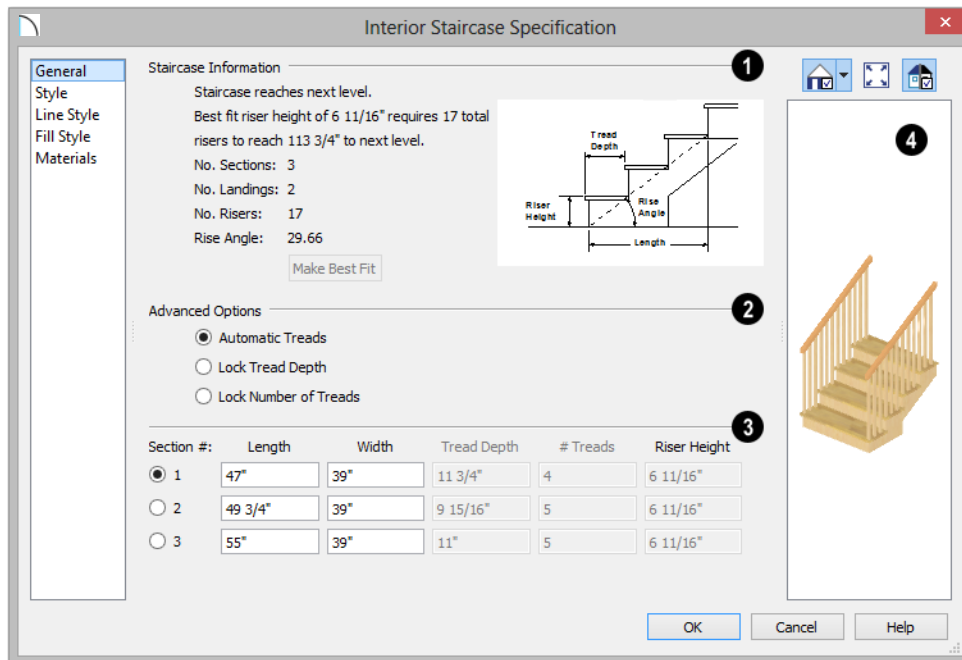 Interior Staircase Specification
General
Style
Line Style
Fill Style
Materials
Staircase Information
1
Staircase reaches next level.
Best fit riser height of 6 11/16" requires 17 total
risers to reach 113 3/4" to next level.
No. Sections: 3
No. Landings: 2
No. Risers: 17
Rise Angle: 29.66
Make Best Fit
Tread
Depth
Riser
Height
Rise
Angle
Length
Advanced Options
2
Automatic Treads
Lock Tread Depth
Lock Number of Treads
3
Section #: Length Width Tread Depth # Treads Riser Height
1 47" 39" 11 3/4" 4 6 11/16"
2 49 3/4" 39" 9 15/16" 5 6 11/16"
3 55" 39" 11" 5 6 11/16"
4
OK Cancel Help